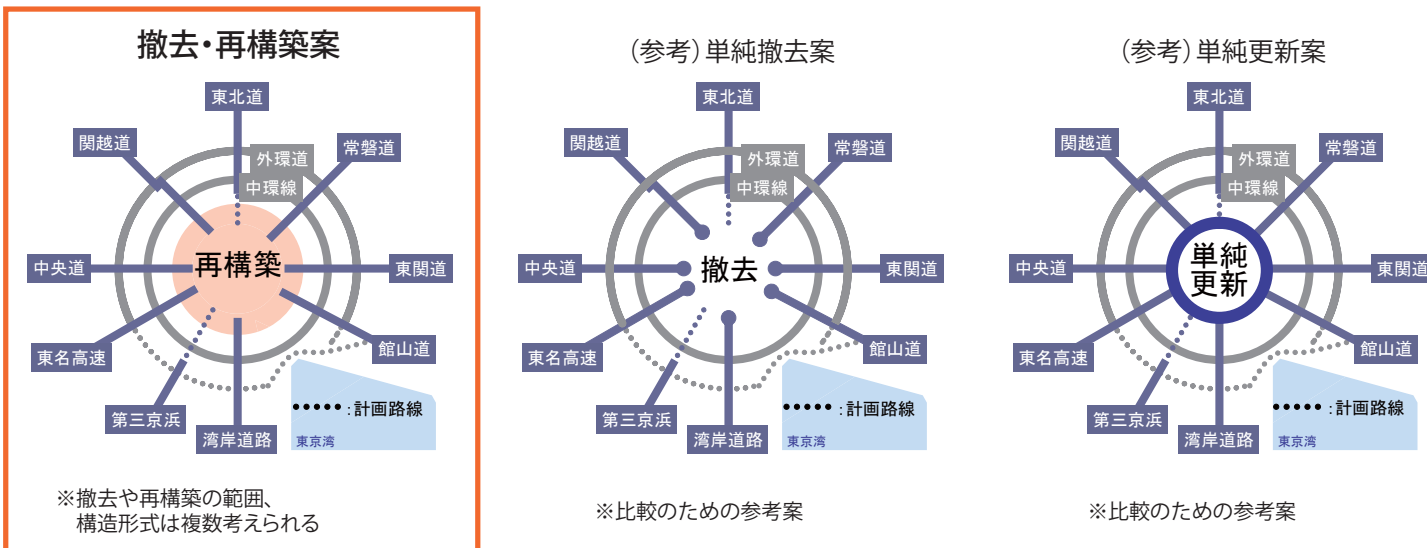 撤去・再構築案
東北道
関越道
常磐道
外環道
中環線
再構築
中央道
東関道
東名高速
館山道
第三京浜
湾岸道路
•••••：計画路線
東京湾
※撤去や再構築の範囲、
構造形式は複数考えられる
（参考）単純撤去案
東北道
関越道
常磐道
外環道
中環線
撤去
中央道
東関道
東名高速
館山道
第三京浜
湾岸道路
•••••：計画路線
東京湾
※比較のための参考案
（参考）単純更新案
東北道
関越道
常磐道
外環道
中環線
単純
更新
中央道
東関道
東名高速
館山道
第三京浜
湾岸道路
•••••：計画路線
東京湾
※比較のための参考案